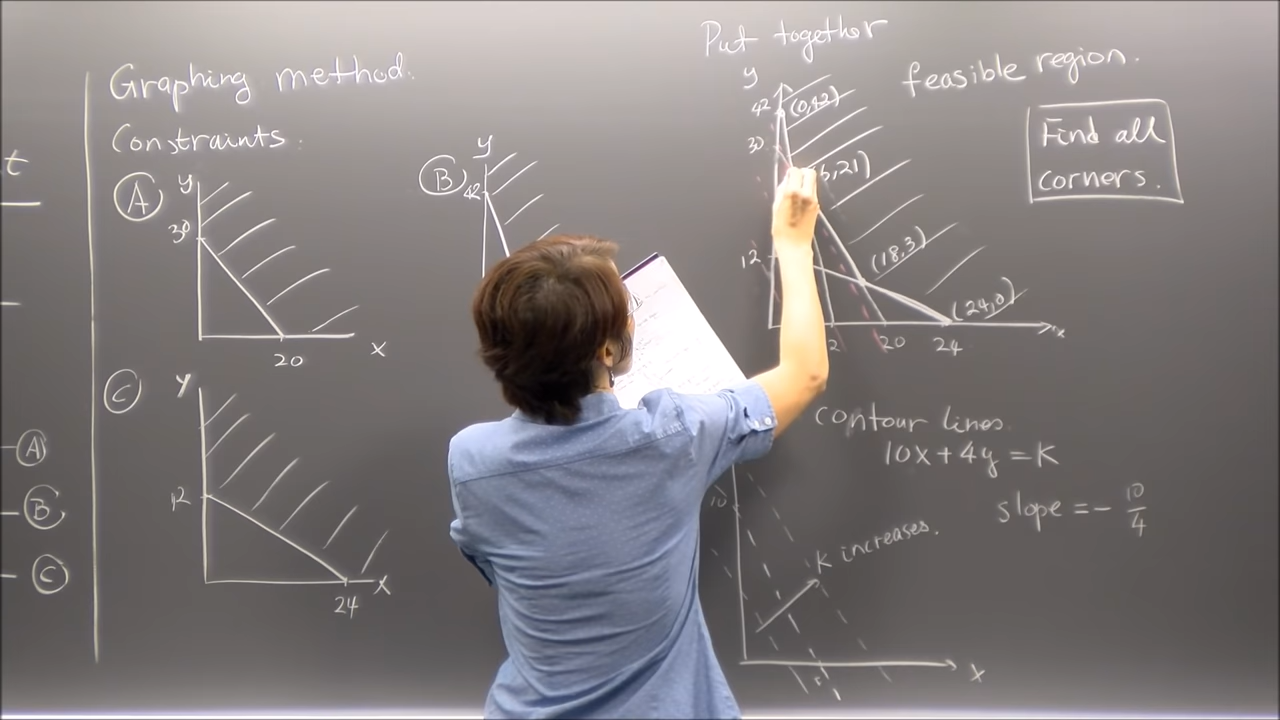 t
A
B
C
Graphing method.
Constraints.
A
y
30
20
x
B
y
42
C
y
12
24
x
Put together
feasible region.
Find all
corners.
y
42
(0,42)
30
(6,21)
12
(18,3)
(24,0)
20
24
x
contour lines
10x+4y=K
slope = - 10/4
10
K increases.
x